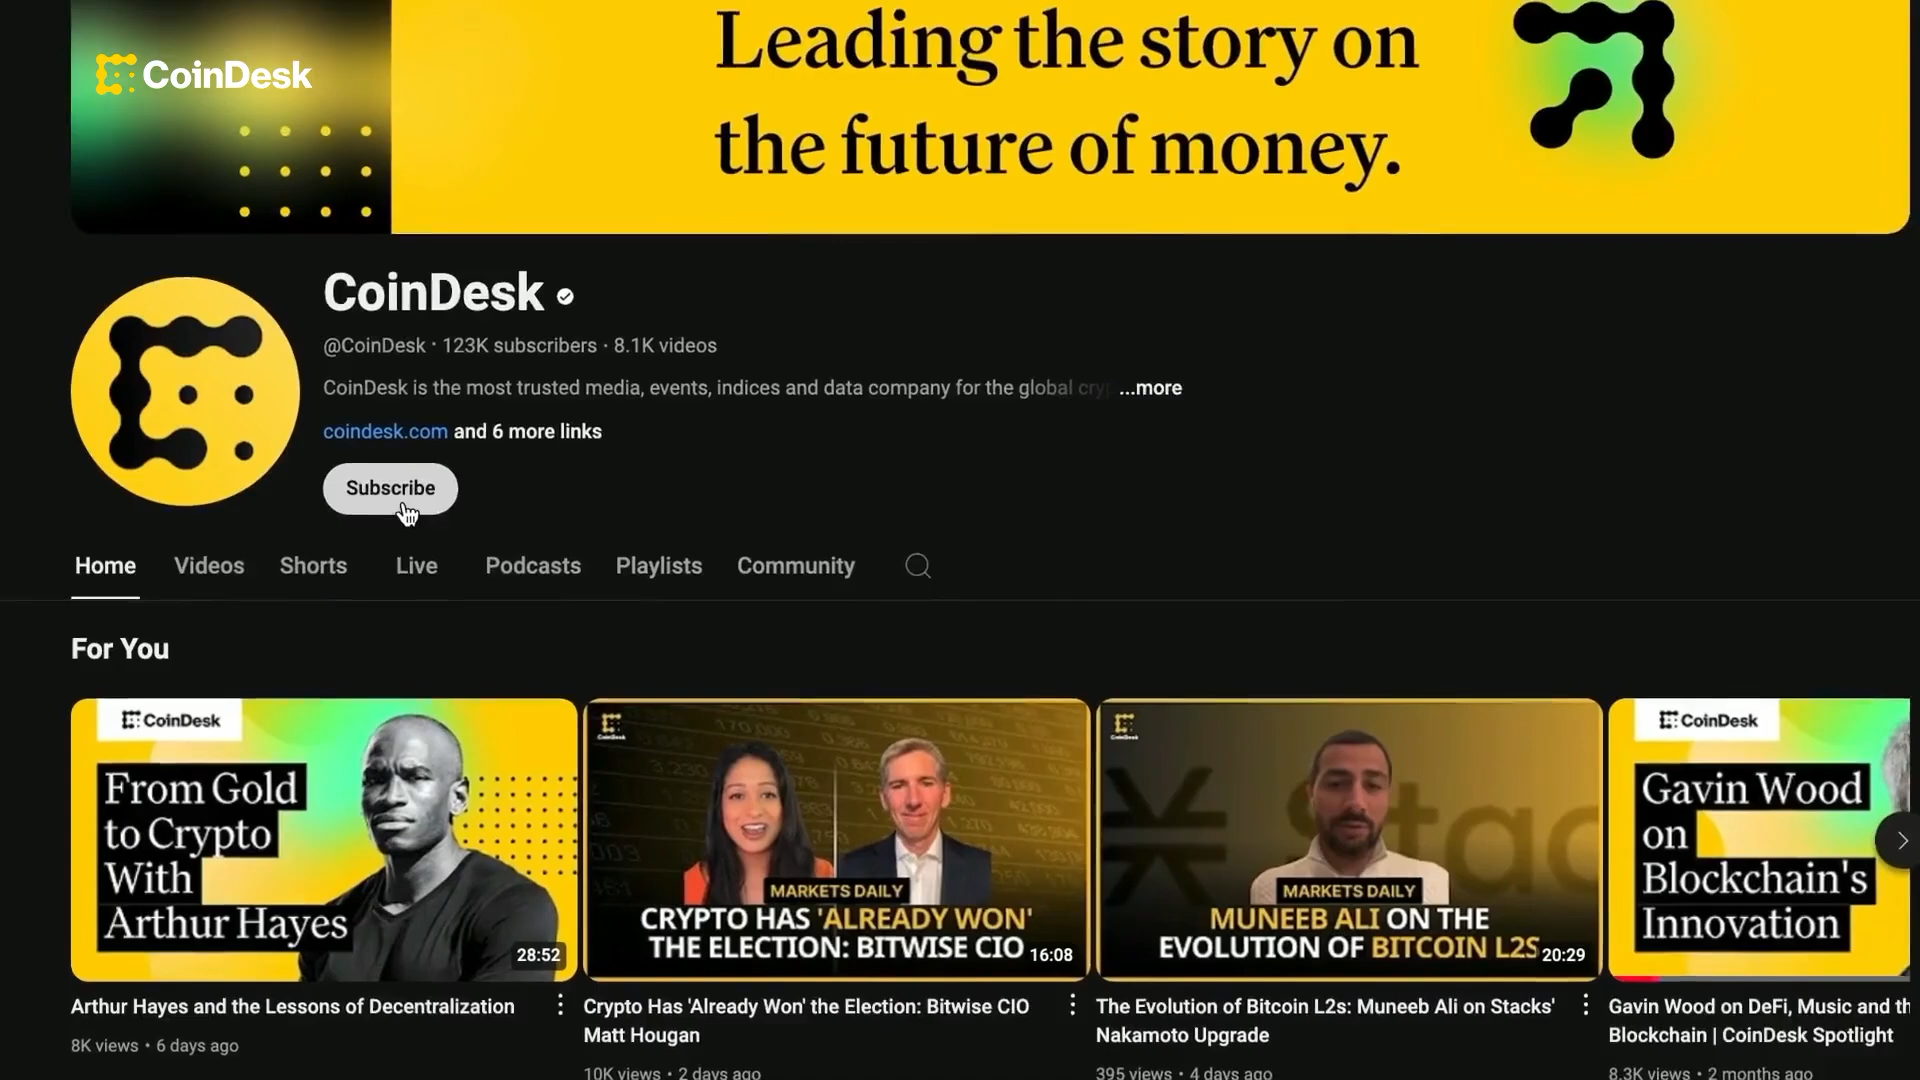 Leading the story on
the future of money.
CoinDesk
CoinDesk
@CoinDesk · 123K subscribers · 8.1K videos
CoinDesk is the most trusted media, events, indices and data company for the global cryp ...more
coindesk.com and 6 more links
Subscribe
Home Videos Shorts Live Podcasts Playlists Community
For You
CoinDesk
From Gold
to Crypto
With
Arthur Hayes
28:52
CoinDesk
MARKETS DAILY
CRYPTO HAS 'ALREADY WON'
THE ELECTION: BITWISE CIO
16:08
CoinDesk
Stac
MARKETS DAILY
MUNEEB ALI ON THE
EVOLUTION OF BITCOIN L2S
20:29
CoinDesk
Gavin Wood
on
Blockchain's
Innovation
Arthur Hayes and the Lessons of Decentralization
8K views • 6 days ago
Crypto Has 'Already Won' the Election: Bitwise CIO
Matt Hougan
10K views • 2 days ago
The Evolution of Bitcoin L2s: Muneeb Ali on Stacks'
Nakamoto Upgrade
395 views • 4 days ago
Gavin Wood on DeFi, Music and th
Blockchain | CoinDesk Spotlight
8.3K views • 2 months ago